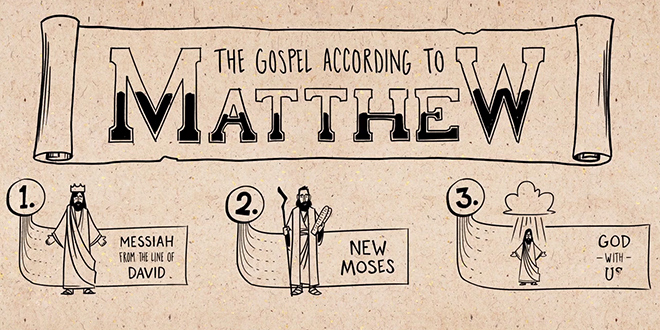 THE GOSPEL ACCORDING TO
MATTHEW
1.
MESSIAH
FROM THE LINE OF
DAVID.
2.
NEW
MOSES
3.
GOD
-WITH-
US